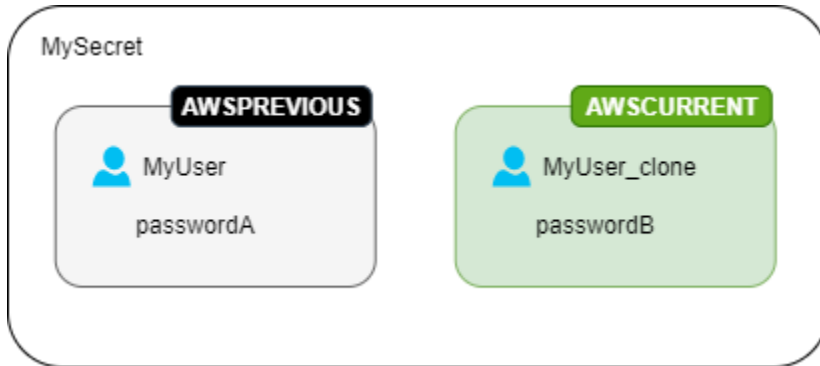 MySecret
AWSPREVIOUS
MyUser
passwordA
AWSCURRENT
MyUser_clone
passwordB